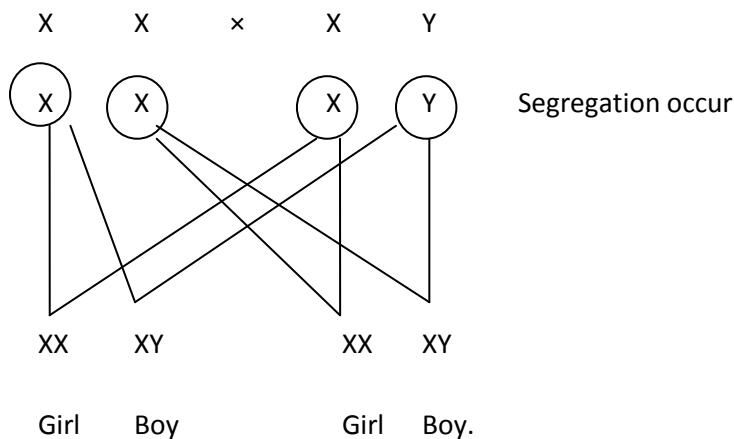 X X × X Y
X X X Y Segregation occur
XX XY XX XY
Girl Boy Girl Boy.